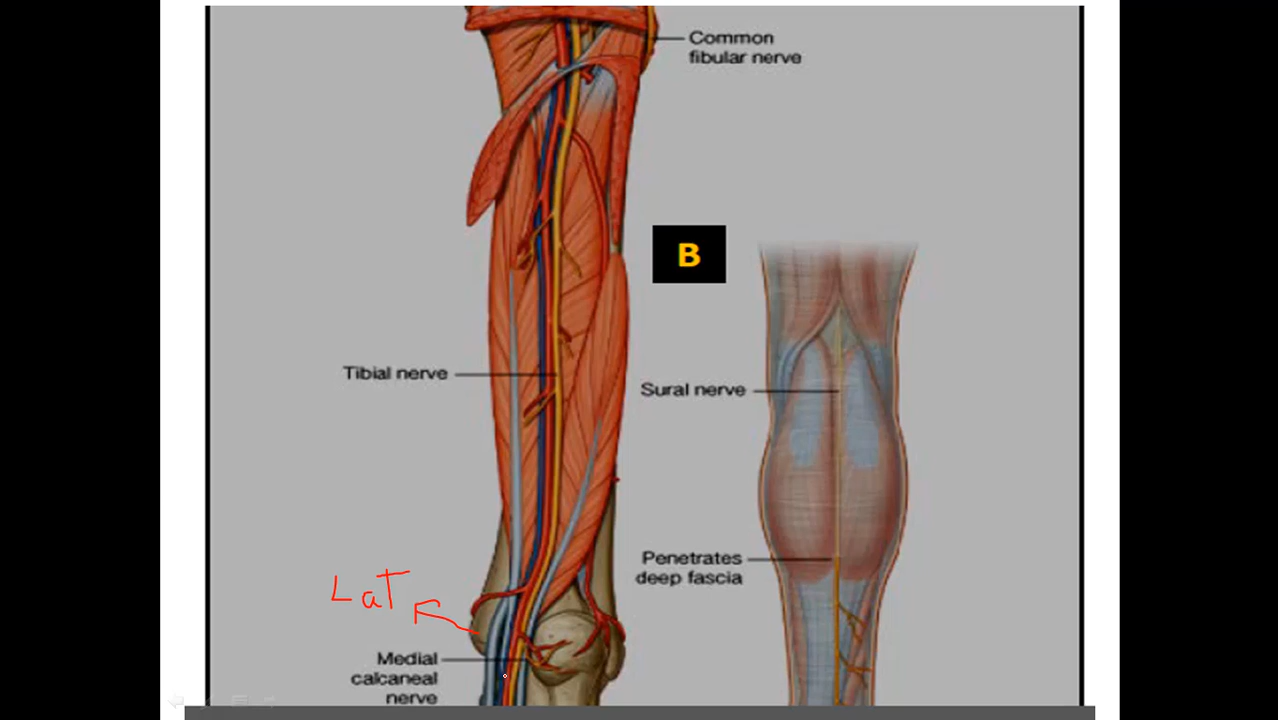 Common
fibular nerve
B
Tibial nerve
Sural nerve
Penetrates
deep fascia
LaT
Medial
calcaneal
nerve